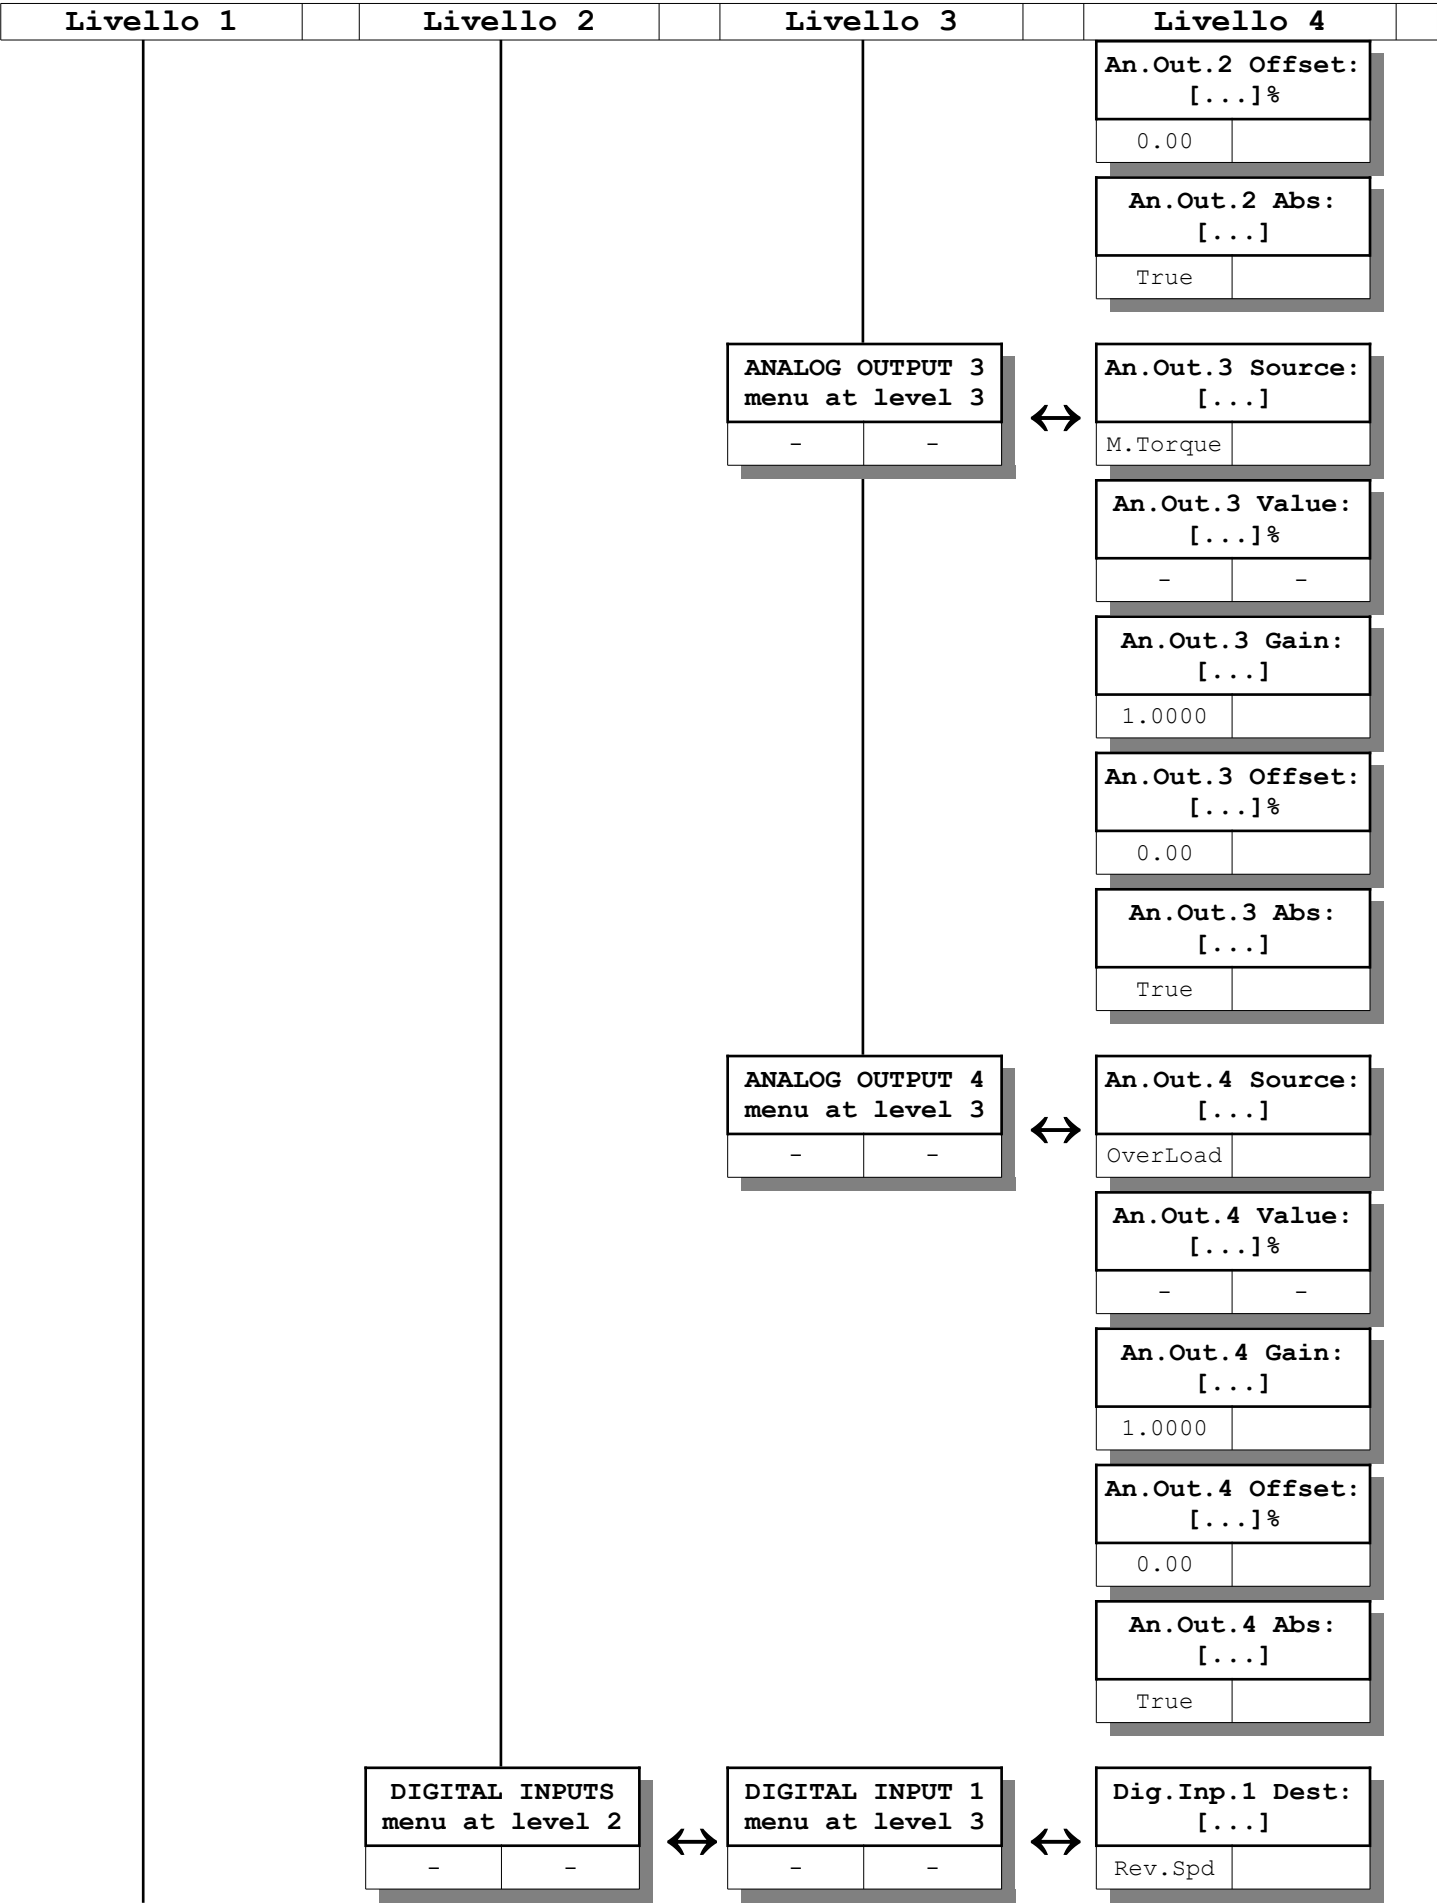 Livello 1 Livello 2 Livello 3 Livello 4
An.Out.2 Offset:
[...]%
0.00
An.Out.2 Abs:
[...]
True
ANALOG OUTPUT 3
menu at level 3
- -
An.Out.3 Source:
[...]
M.Torque
An.Out.3 Value:
[...]%
- -
An.Out.3 Gain:
[...]
1.0000
An.Out.3 Offset:
[...]%
0.00
An.Out.3 Abs:
[...]
True
ANALOG OUTPUT 4
menu at level 3
- -
An.Out.4 Source:
[...]
OverLoad
An.Out.4 Value:
[...]%
- -
An.Out.4 Gain:
[...]
1.0000
An.Out.4 Offset:
[...]%
0.00
An.Out.4 Abs:
[...]
True
DIGITAL INPUTS
menu at level 2
- -
DIGITAL INPUT 1
menu at level 3
- -
Dig.Inp.1 Dest:
[...]
Rev.Spd